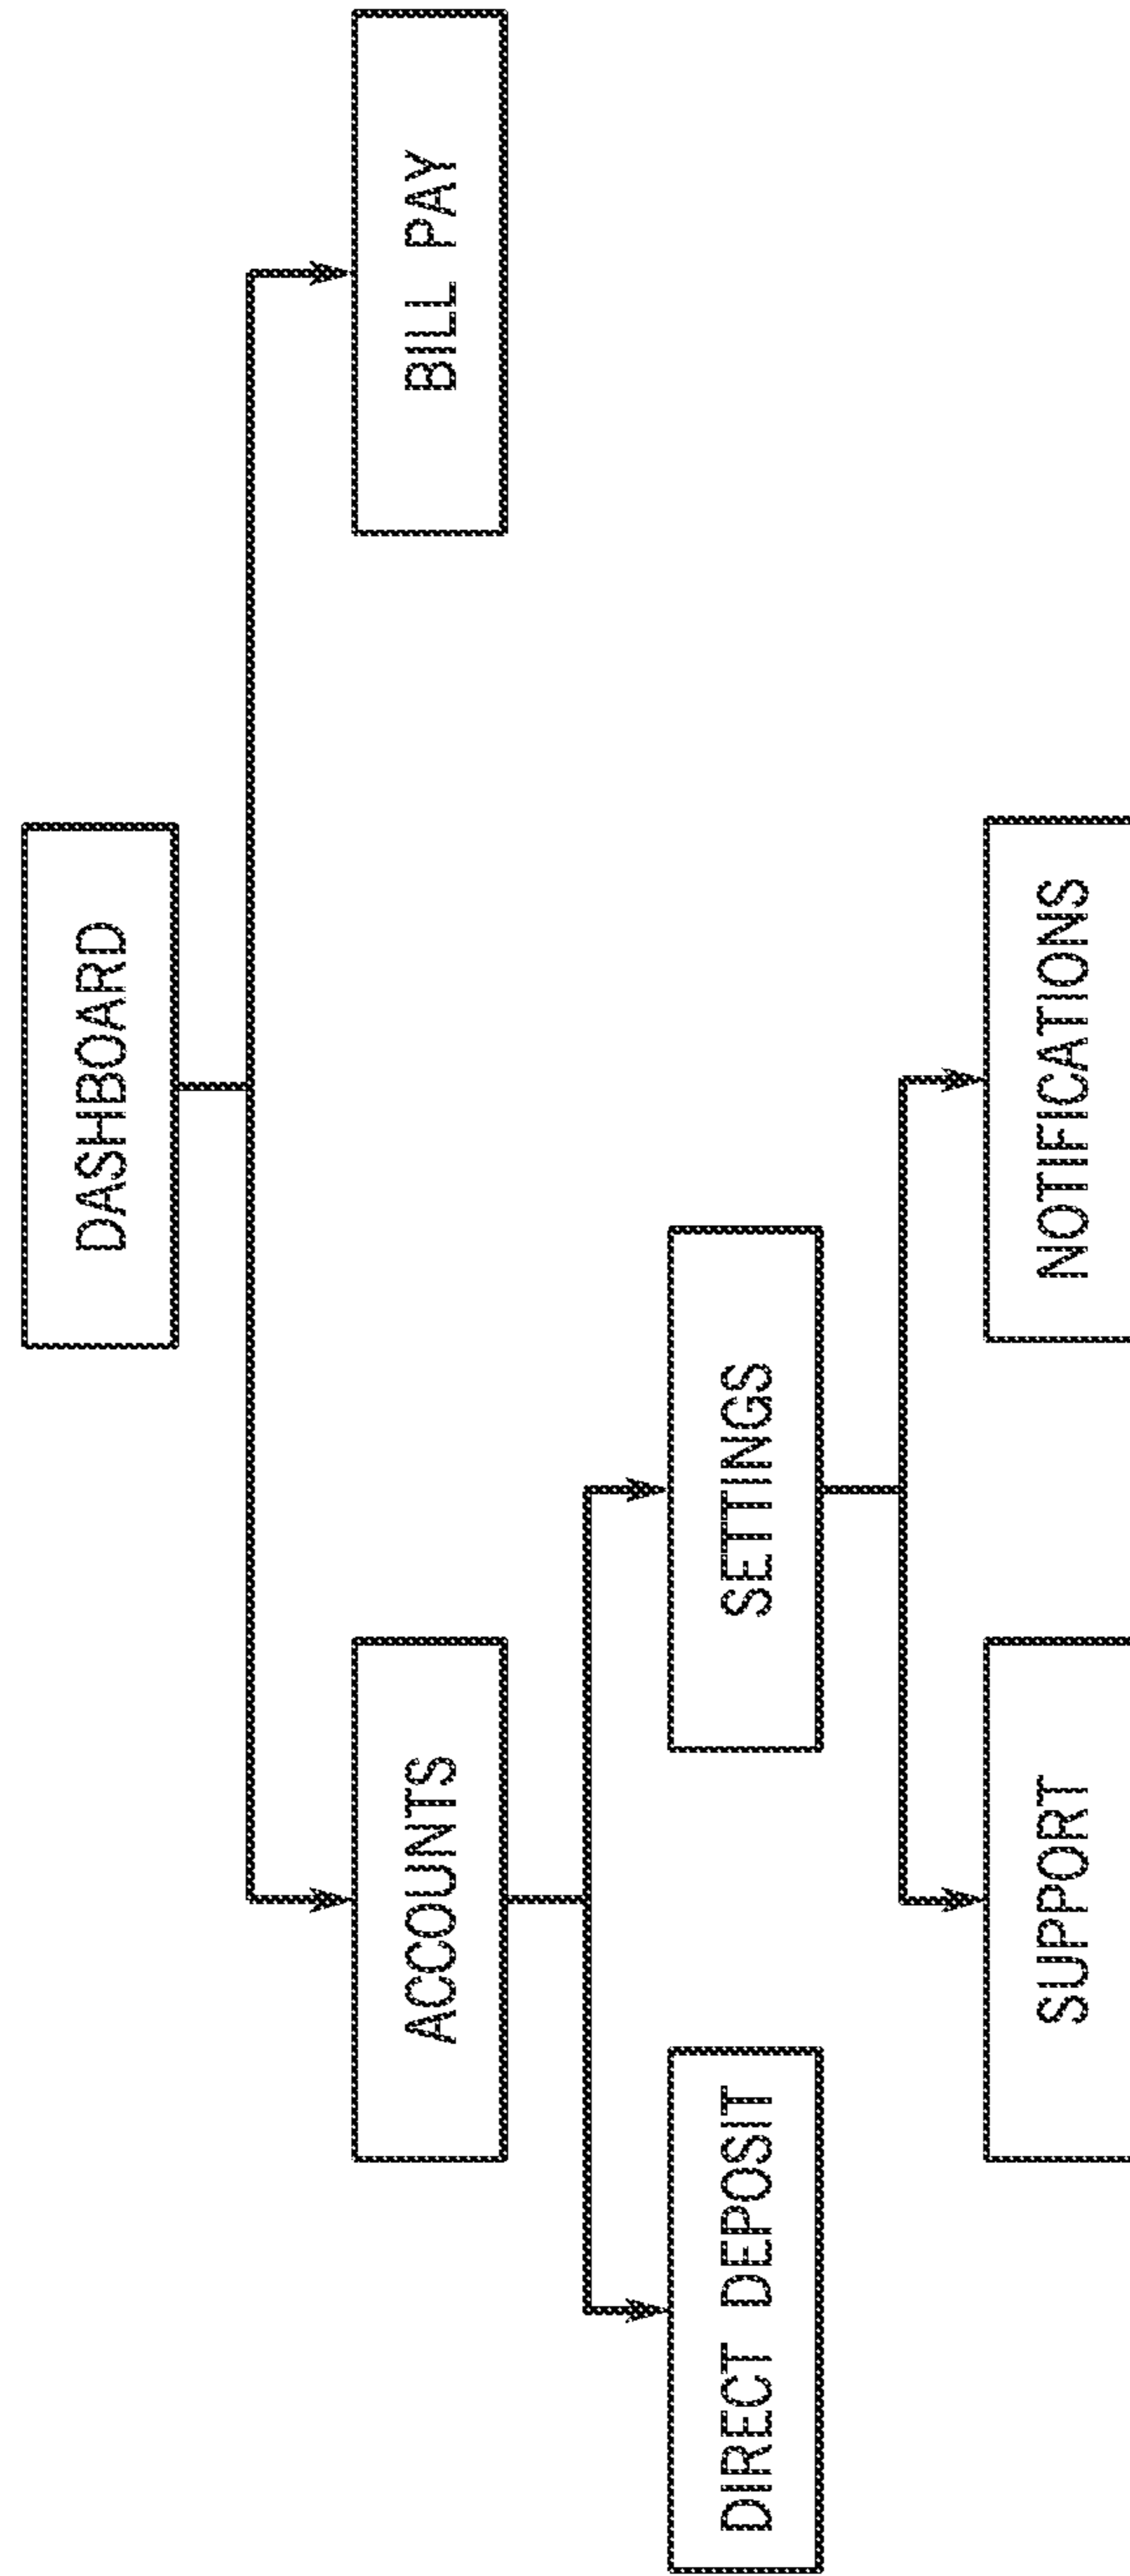 DASHBOARD
ACCOUNTS
BILL PAY
DIRECT DEPOSIT
SETTINGS
SUPPORT
NOTIFICATIONS